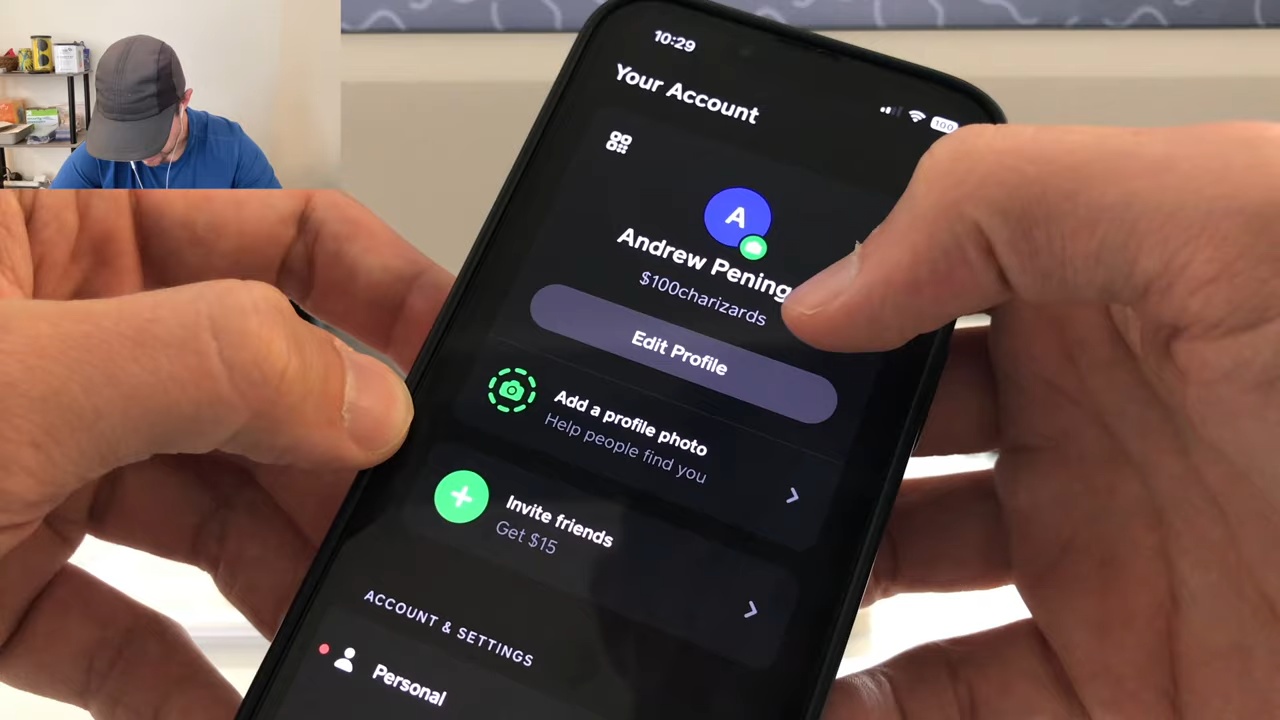 10:29
100
Your Account
A
Andrew Pening
$100charizards
Edit Profile
Add a profile photo
Help people find you
Invite friends
Get $15
ACCOUNT & SETTINGS
Personal